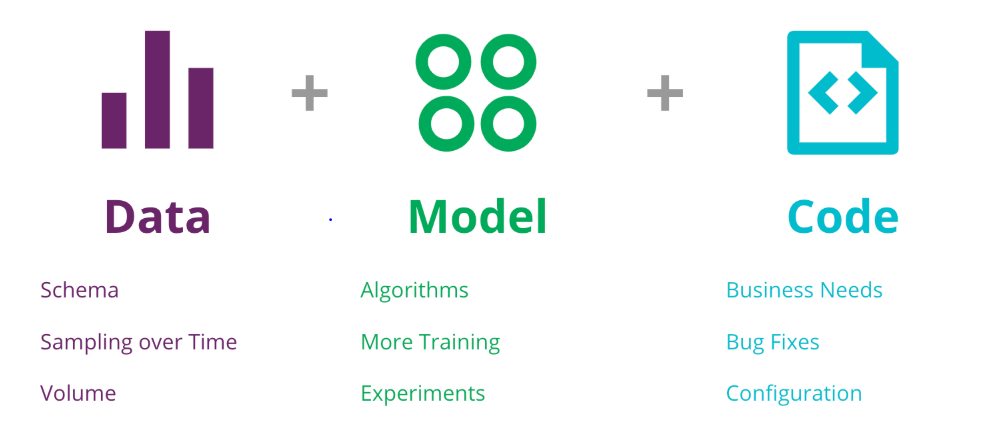 + +
Data Model Code
Schema Algorithms Business Needs
Sampling over Time More Training Bug Fixes
Volume Experiments Configuration